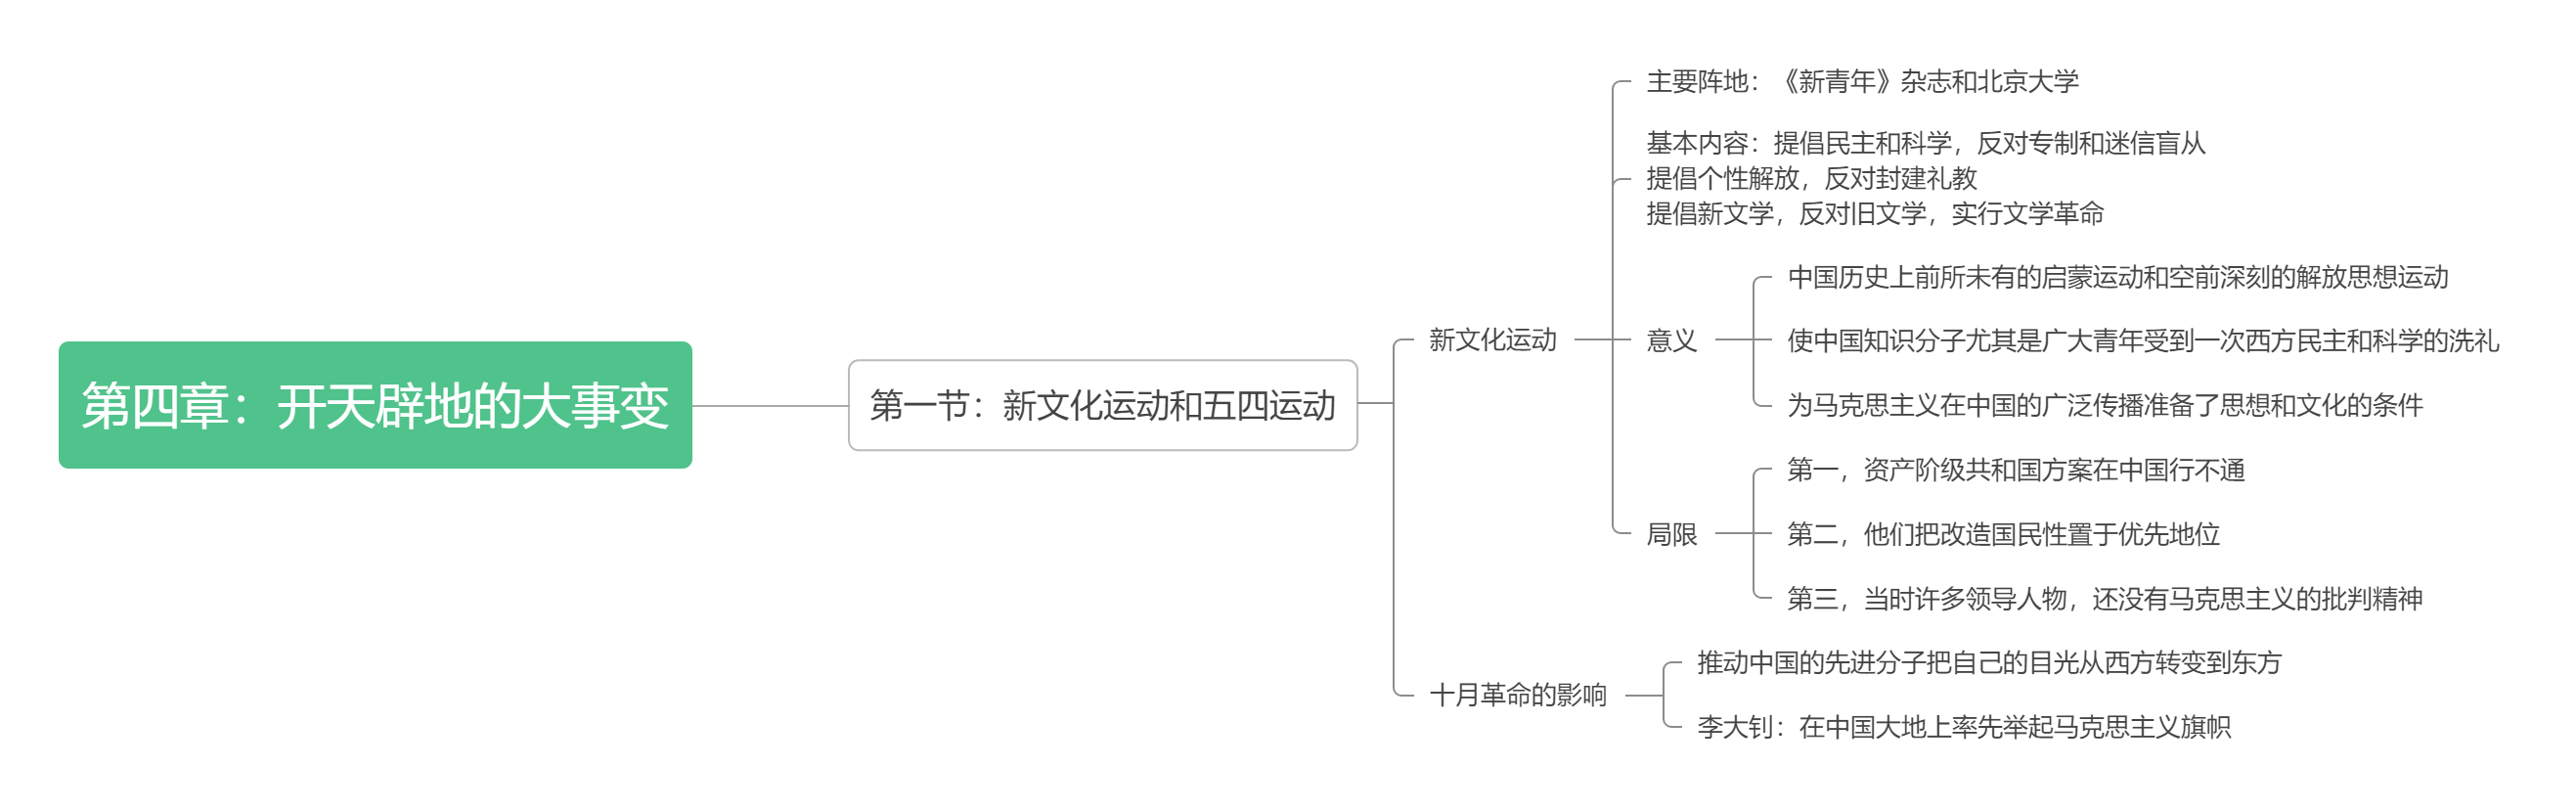 第四章：开天辟地的大事变
第一节：新文化运动和五四运动
新文化运动
主要阵地：《新青年》杂志和北京大学
基本内容：提倡民主和科学，反对专制和迷信盲从
提倡个性解放，反对封建礼教
提倡新文学，反对旧文学，实行文学革命
意义
中国历史上前所未有的启蒙运动和空前深刻的解放思想运动
使中国知识分子尤其是广大青年受到一次西方民主和科学的洗礼
为马克思主义在中国的广泛传播准备了思想和文化的条件
局限
第一，资产阶级共和国方案在中国行不通
第二，他们把改造国民性置于优先地位
第三，当时许多领导人物，还没有马克思主义的批判精神
十月革命的影响
推动中国的先进分子把自己的目光从西方转变到东方
李大钊：在中国大地上率先举起马克思主义旗帜